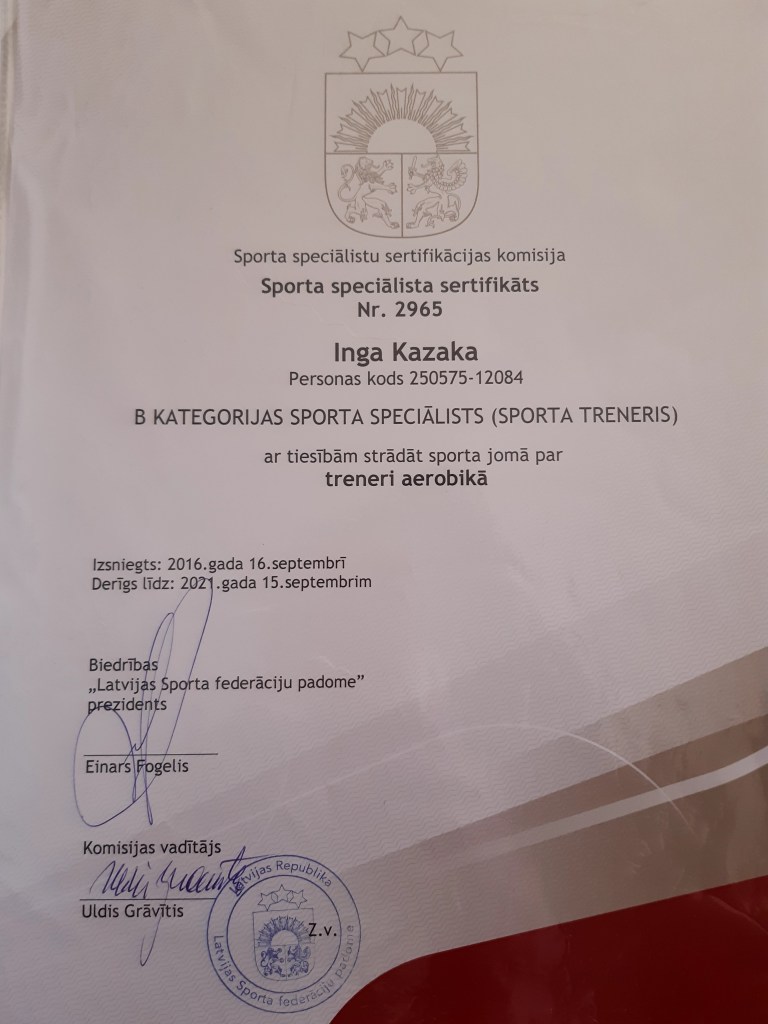 Sporta speciālistu sertifikācijas komisija
Sporta speciālista sertifikāts
Nr. 2965
Inga Kazaka
Personas kods 250575-12084
B KATEGORIJAS SPORTA SPECIĀLISTS (SPORTA TRENERIS)
ar tiesībām strādāt sporta jomā par
treneri aerobikā
Izsniegts: 2016.gada 16.septembrī
Derīgs līdz: 2021.gada 15.septembrim
Biedrības
„Latvijas Sporta federāciju padome”
prezidents
Einars Fogelis
Komisijas vadītājs
Uldis Grāvītis
Latvijas Republika
Z.v.
Latvijas Sporta federāciju padome